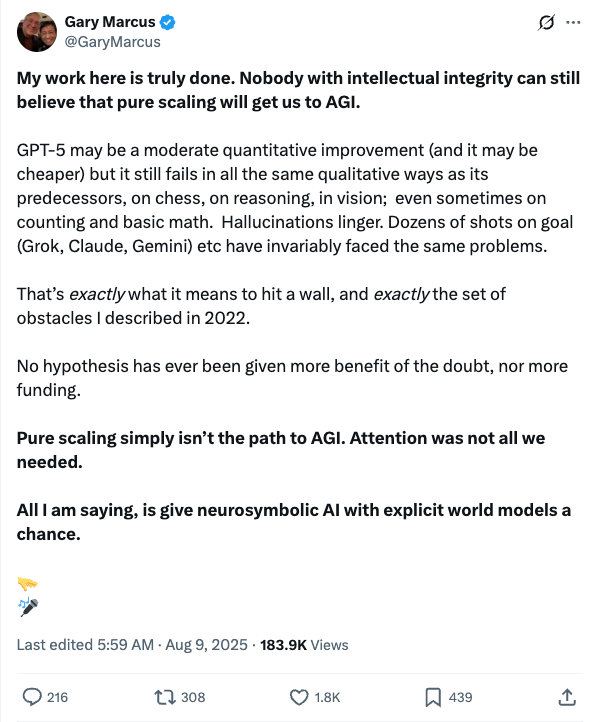 Gary Marcus
@GaryMarcus
My work here is truly done. Nobody with intellectual integrity can still
believe that pure scaling will get us to AGI.
GPT-5 may be a moderate quantitative improvement (and it may be
cheaper) but it still fails in all the same qualitative ways as its
predecessors, on chess, on reasoning, in vision;  even sometimes on
counting and basic math.  Hallucinations linger. Dozens of shots on goal
(Grok, Claude, Gemini) etc have invariably faced the same problems.
That’s exactly what it means to hit a wall, and exactly the set of
obstacles I described in 2022.
No hypothesis has ever been given more benefit of the doubt, nor more
funding.
Pure scaling simply isn’t the path to AGI. Attention was not all we
needed.
All I am saying, is give neurosymbolic AI with explicit world models a
chance.
Last edited 5:59 AM · Aug 9, 2025 · 183.9K Views
216 308 1.8K 439